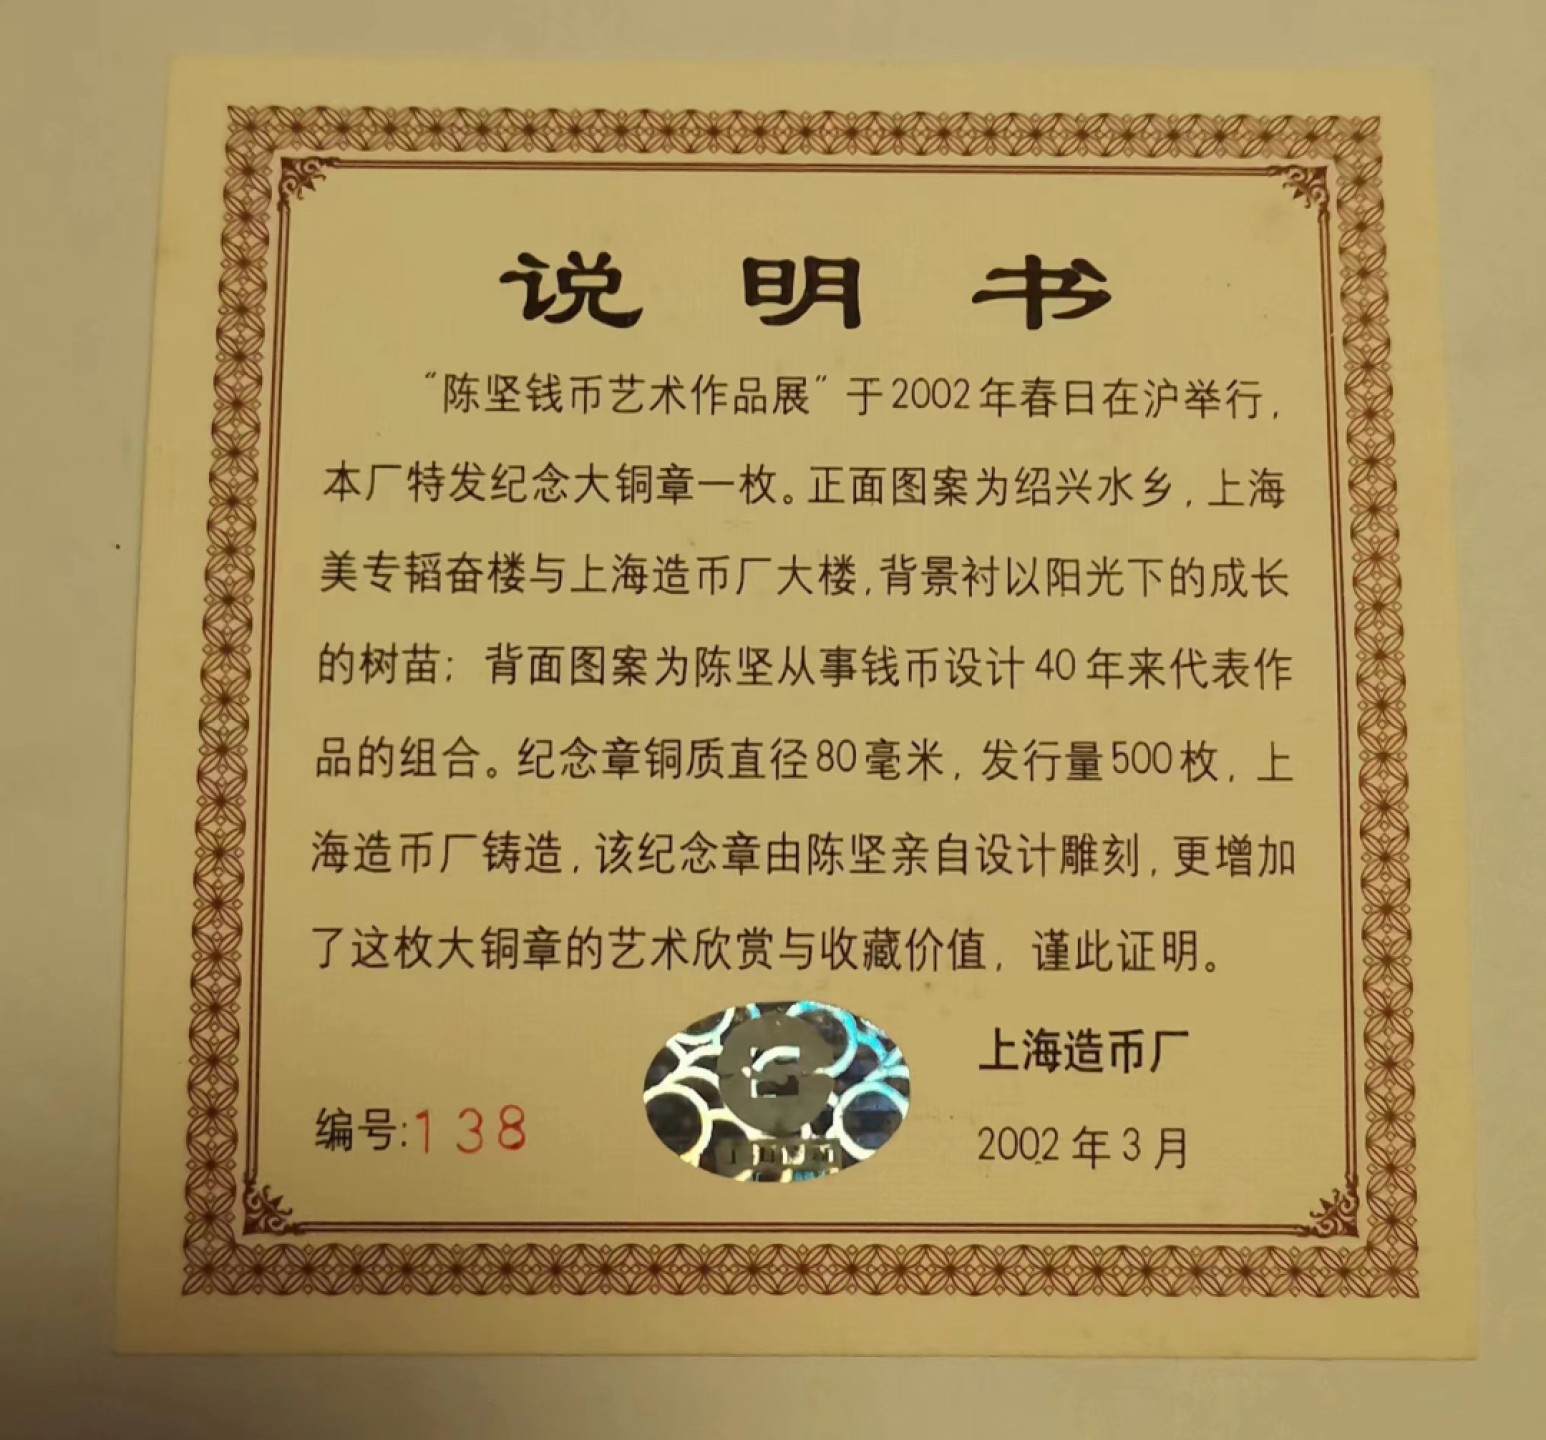 说明书
“陈坚钱币艺术作品展”于2002年春日在沪举行，
本厂特发纪念大铜章一枚。正面图案为绍兴水乡，上海
美专韬奋楼与上海造币厂大楼，背景衬以阳光下的成长
的树苗；背面图案为陈坚从事钱币设计40年来代表作
品的组合。纪念章铜质直径80毫米，发行量500枚，上
海造币厂铸造，该纪念章由陈坚亲自设计雕刻，更增加
了这枚大铜章的艺术欣赏与收藏价值，谨此证明。
上海造币厂
编号:138
2002年3月